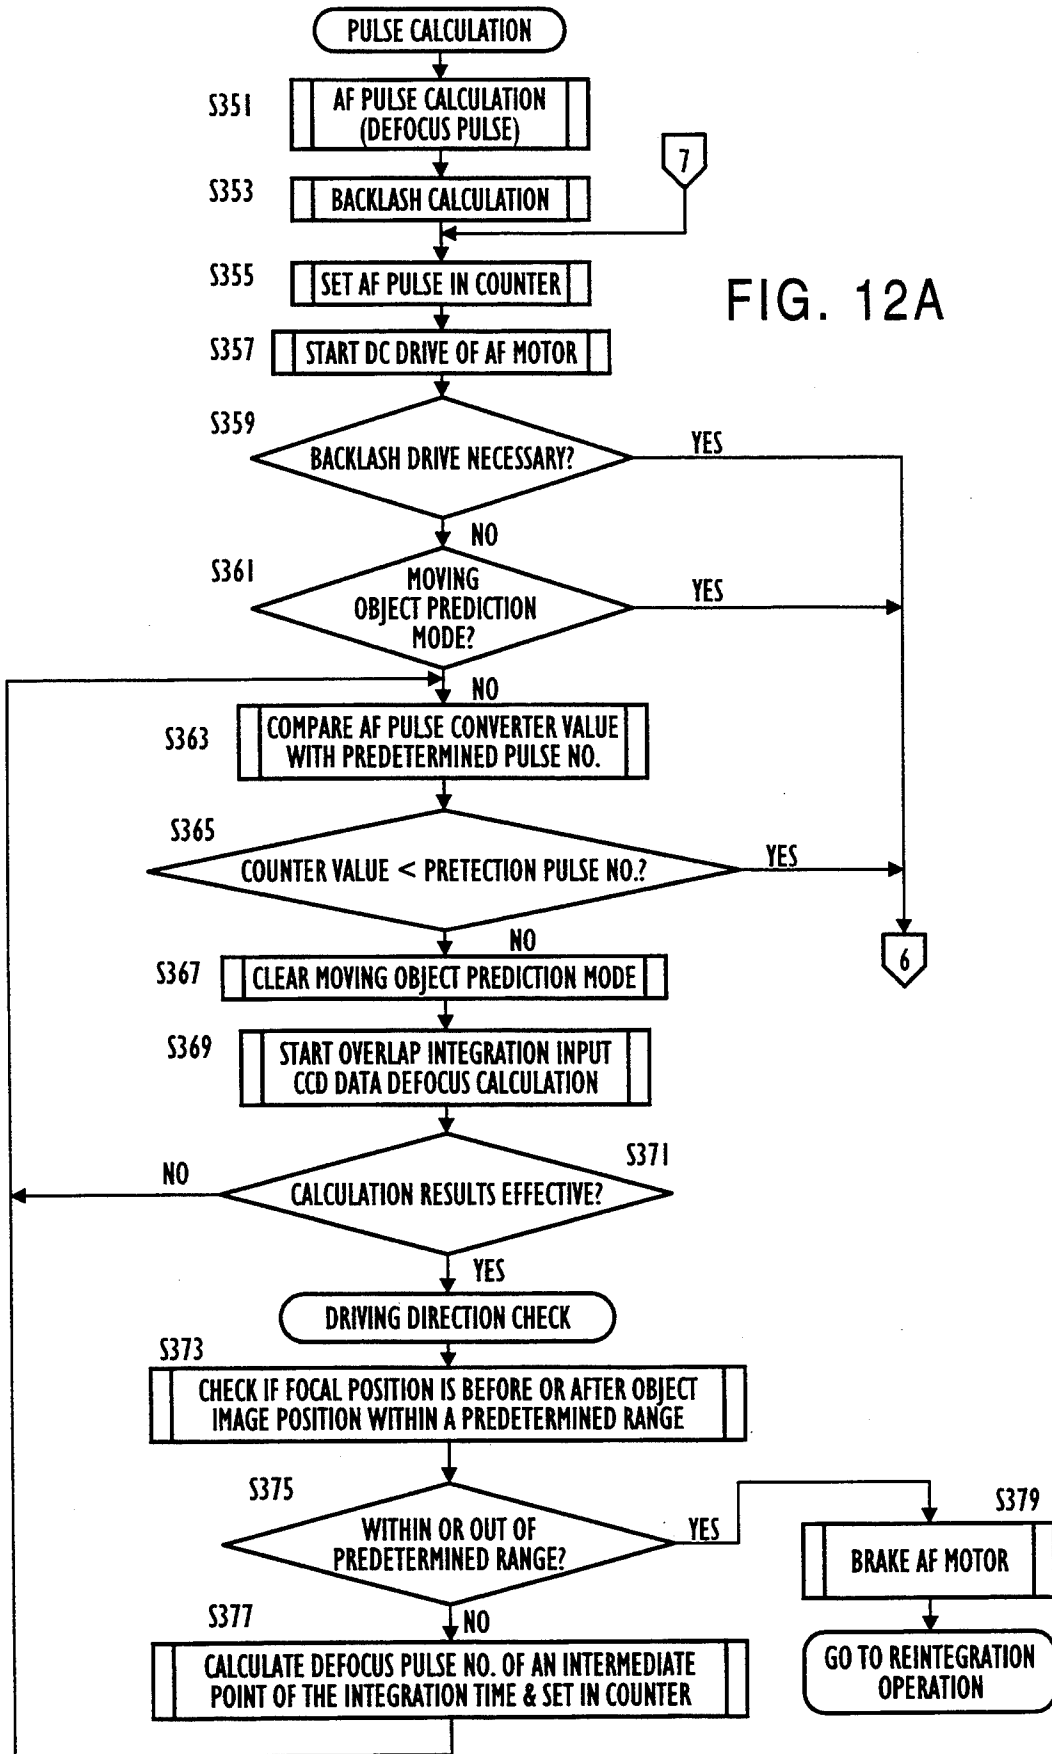 PULSE CALCULATION
S351
AF PULSE CALCULATION
(DEFOCUS PULSE)
7
S353
BACKLASH CALCULATION
S355
SET AF PULSE IN COUNTER
FIG. 12A
S357
START DC DRIVE OF AF MOTOR
S359
BACKLASH DRIVE NECESSARY?
YES
NO
S361
MOVING
OBJECT PREDICTION
MODE?
YES
NO
S363
COMPARE AF PULSE CONVERTER VALUE
WITH PREDETERMINED PULSE NO.
S365
COUNTER VALUE < PRETECTION PULSE NO.?
YES
NO
6
S367
CLEAR MOVING OBJECT PREDICTION MODE
S369
START OVERLAP INTEGRATION INPUT
CCD DATA DEFOCUS CALCULATION
S371
NO
CALCULATION RESULTS EFFECTIVE?
YES
DRIVING DIRECTION CHECK
S373
CHECK IF FOCAL POSITION IS BEFORE OR AFTER OBJECT
IMAGE POSITION WITHIN A PREDETERMINED RANGE
S375
WITHIN OR OUT OF
PREDETERMINED RANGE?
YES
S379
BRAKE AF MOTOR
S377
NO
CALCULATE DEFOCUS PULSE NO. OF AN INTERMEDIATE
POINT OF THE INTEGRATION TIME & SET IN COUNTER
GO TO REINTEGRATION
OPERATION